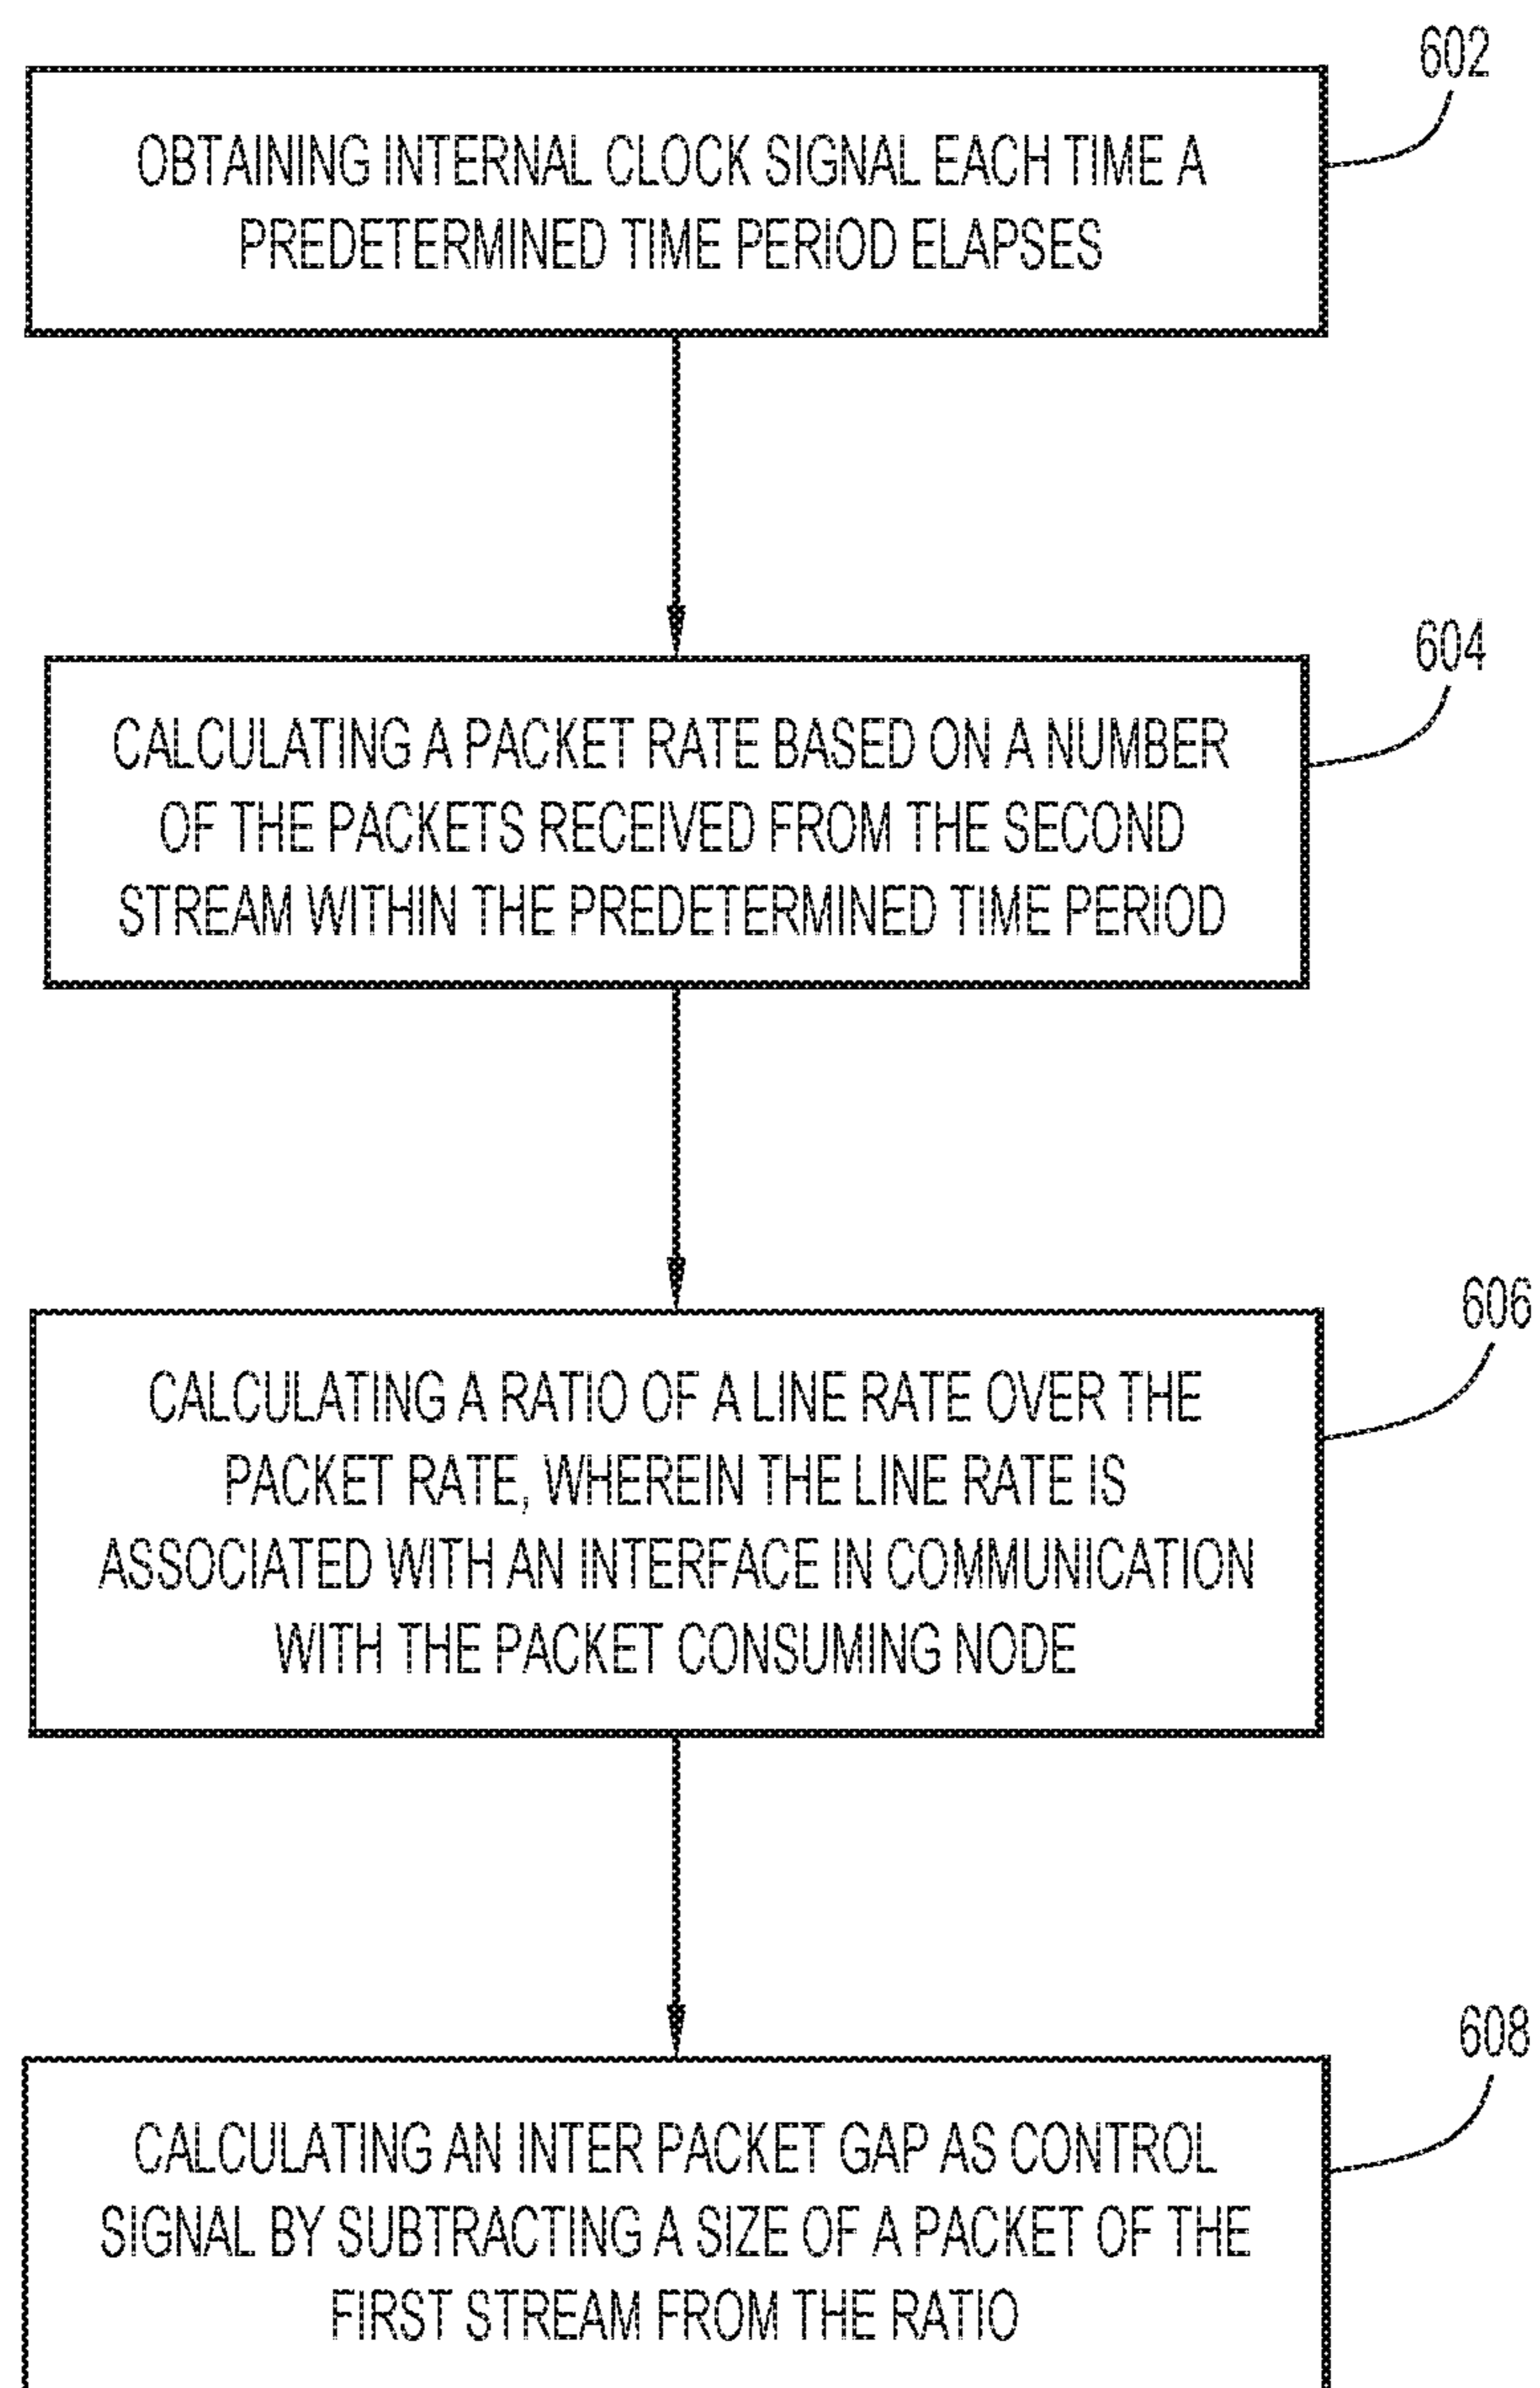 602
OBTAINING INTERNAL CLOCK SIGNAL EACH TIME A
PREDETERMINED TIME PERIOD ELAPSES
604
CALCULATING A PACKET RATE BASED ON A NUMBER
OF THE PACKETS RECEIVED FROM THE SECOND
STREAM WITHIN THE PREDETERMINED TIME PERIOD
606
CALCULATING A RATIO OF A LINE RATE OVER THE
PACKET RATE, WHEREIN THE LINE RATE IS
ASSOCIATED WITH AN INTERFACE IN COMMUNICATION
WITH THE PACKET CONSUMING NODE
608
CALCULATING AN INTER PACKET GAP AS CONTROL
SIGNAL BY SUBTRACTING A SIZE OF A PACKET OF THE
FIRST STREAM FROM THE RATIO